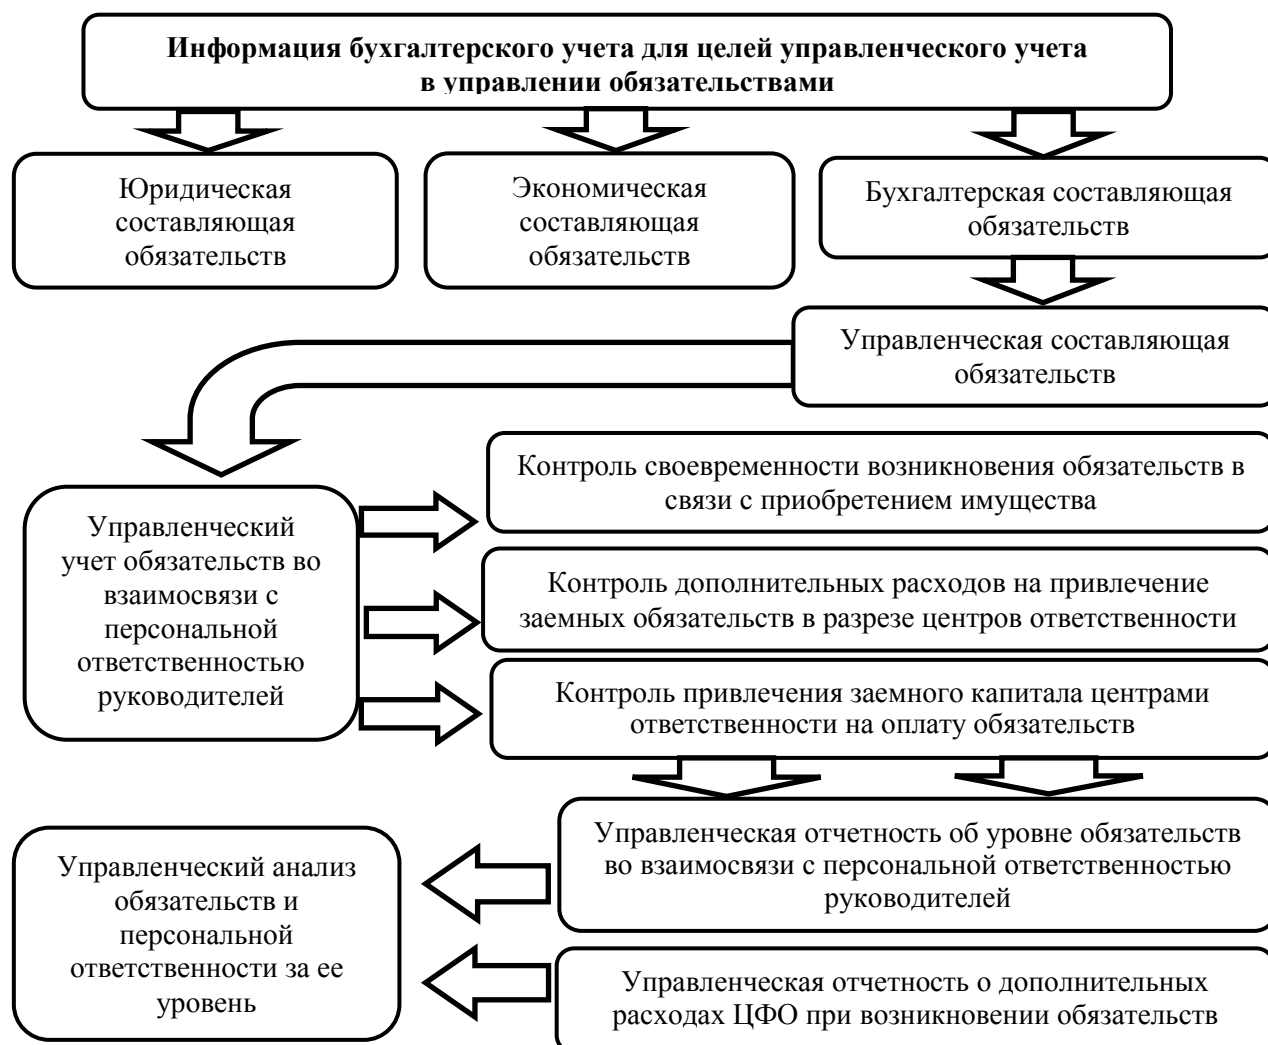 Информация бухгалтерского учета для целей управленческого учета
в управлении обязательствами
Юридическая
составляющая
обязательств
Экономическая
составляющая
обязательств
Бухгалтерская составляющая
обязательств
Управленческая составляющая
обязательств
Управленческий
учет обязательств во
взаимосвязи с
персональной
ответственностью
руководителей
Контроль своевременности возникновения обязательств в
связи с приобретением имущества
Контроль дополнительных расходов на привлечение
заемных обязательств в разрезе центров ответственности
Контроль привлечения заемного капитала центрами
ответственности на оплату обязательств
Управленческая отчетность об уровне обязательств
во взаимосвязи с персональной ответственностью
руководителей
Управленческий анализ
обязательств и
персональной
ответственности за ее
уровень
Управленческая отчетность о дополнительных
расходах ЦФО при возникновении обязательств